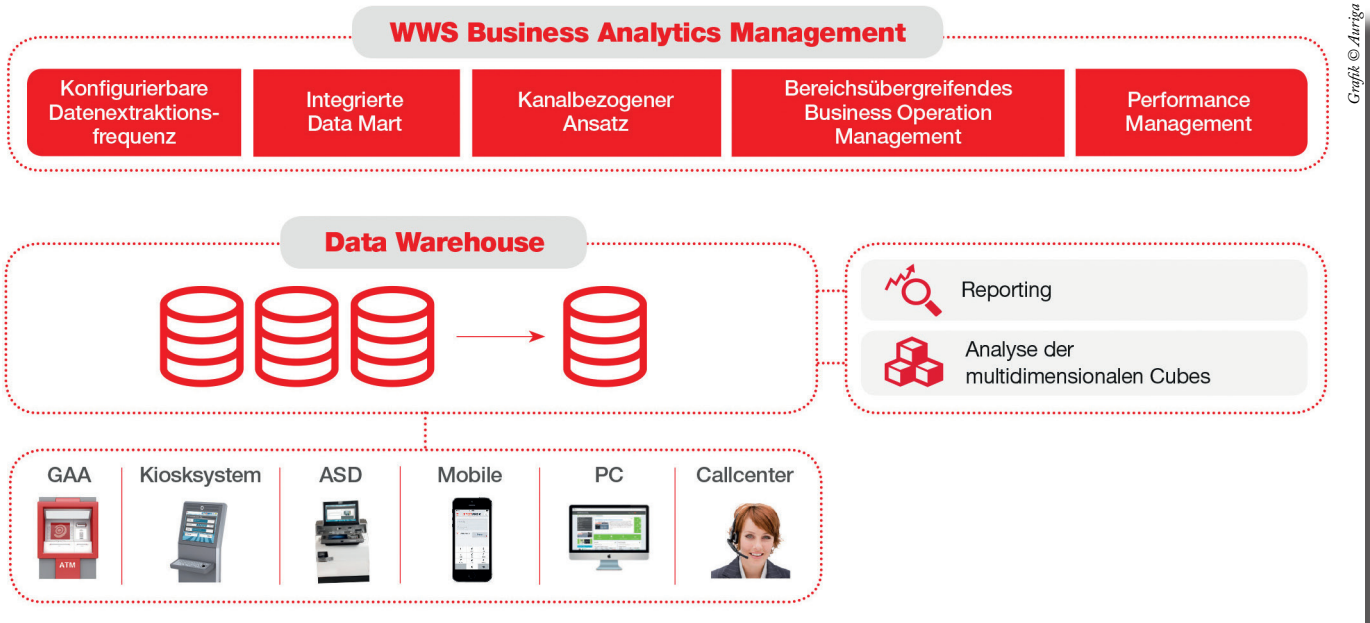 WWS Business Analytics Management
Grafik © Auriga
Konfigurierbare
Datenextraktions-
frequenz
Integrierte
Data Mart
Kanalbezogener
Ansatz
Bereichsübergreifendes
Business Operation
Management
Performance
Management
Data Warehouse
Reporting
Analyse der
multidimensionalen Cubes
GAA
Kiosksystem
ASD
Mobile
PC
Callcenter
ATM